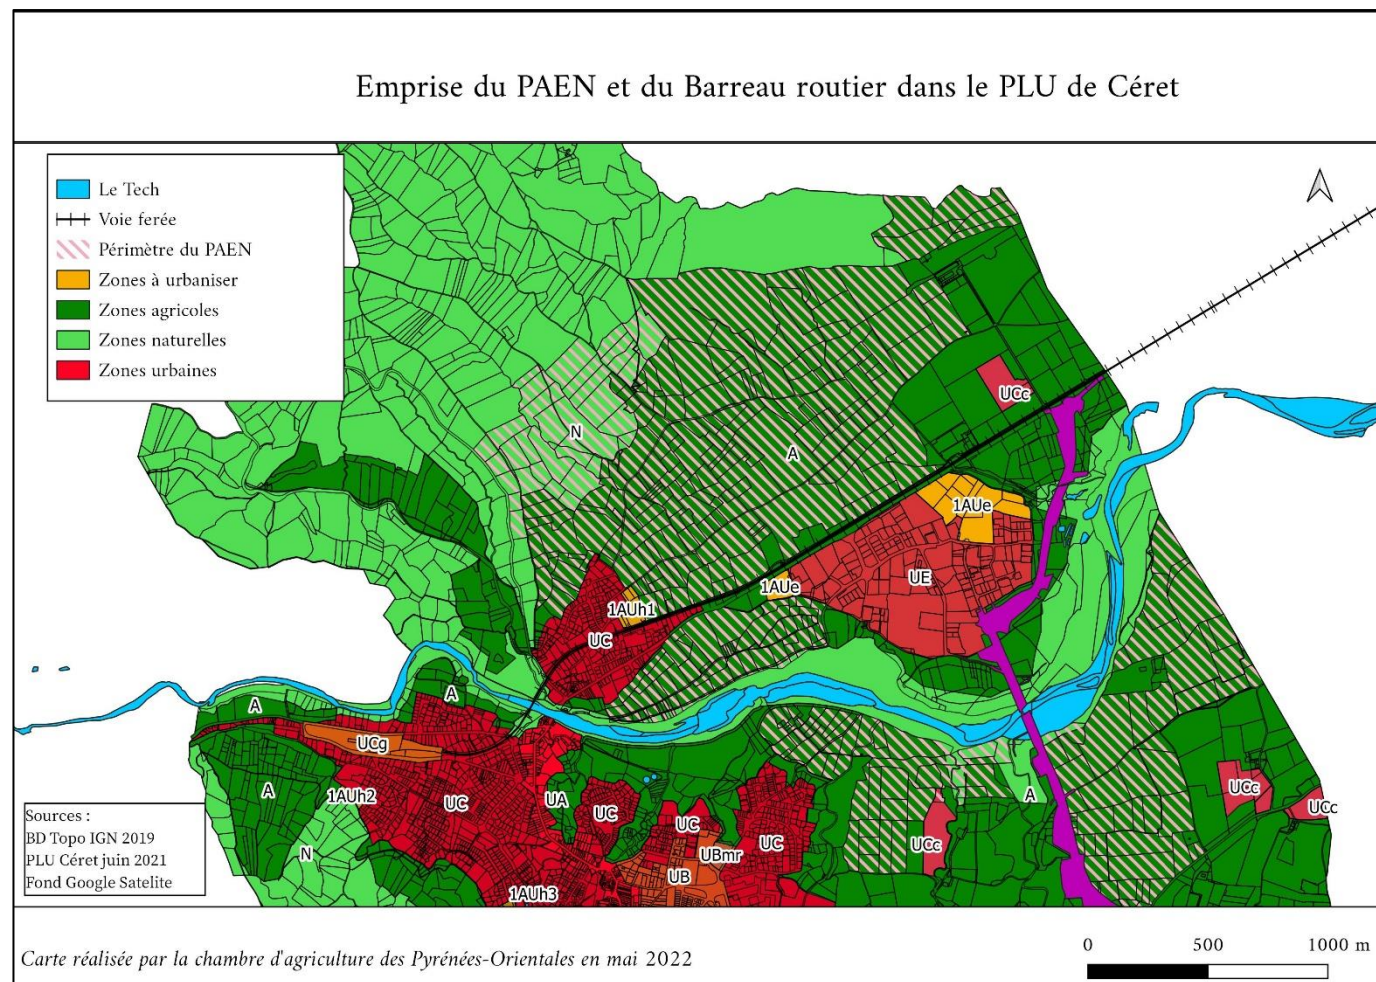 Emprise du PAEN et du Barreau routier dans le PLU de Céret
Le Tech
Voie ferée
Périmètre du PAEN
Zones à urbaniser
Zones agricoles
Zones naturelles
Zones urbaines
UCc
N
A
1AUe
UE
1AUe
1AUh1
UC
A
A
UCg
A
1AUh2
UC
UA
UC
UC
UBmr
UC
UB
UCc
A
UCc
UCc
N
1AUh3
Sources :
BD Topo IGN 2019
PLU Céret juin 2021
Fond Google Satelite
Carte réalisée par la chambre d'agriculture des Pyrénées-Orientales en mai 2022
0 500 1000 m